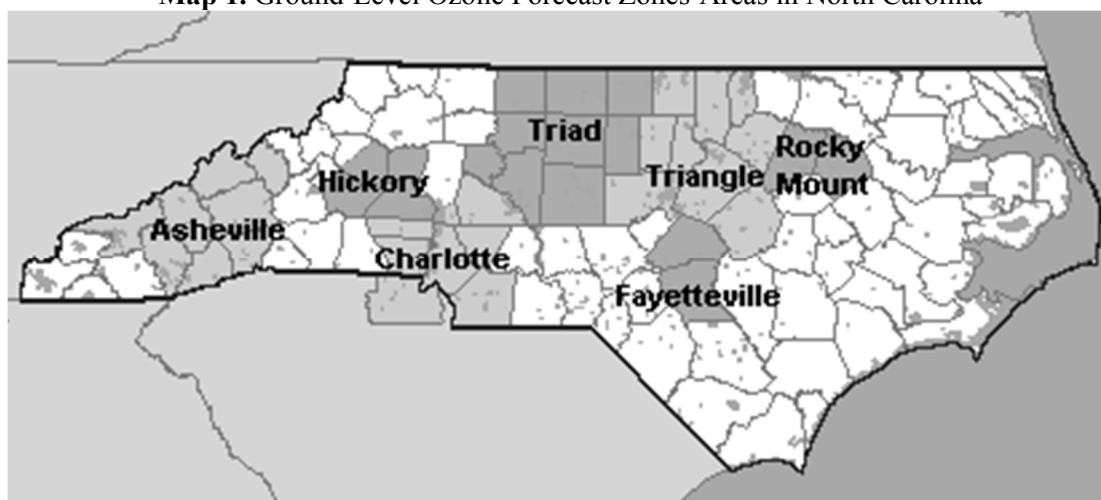 Map 1. Ground-Level Ozone Forecast Zones Areas in North Carolina
Triad
Rocky
Mount
Hickory
Triangle
Asheville
Charlotte
Fayetteville